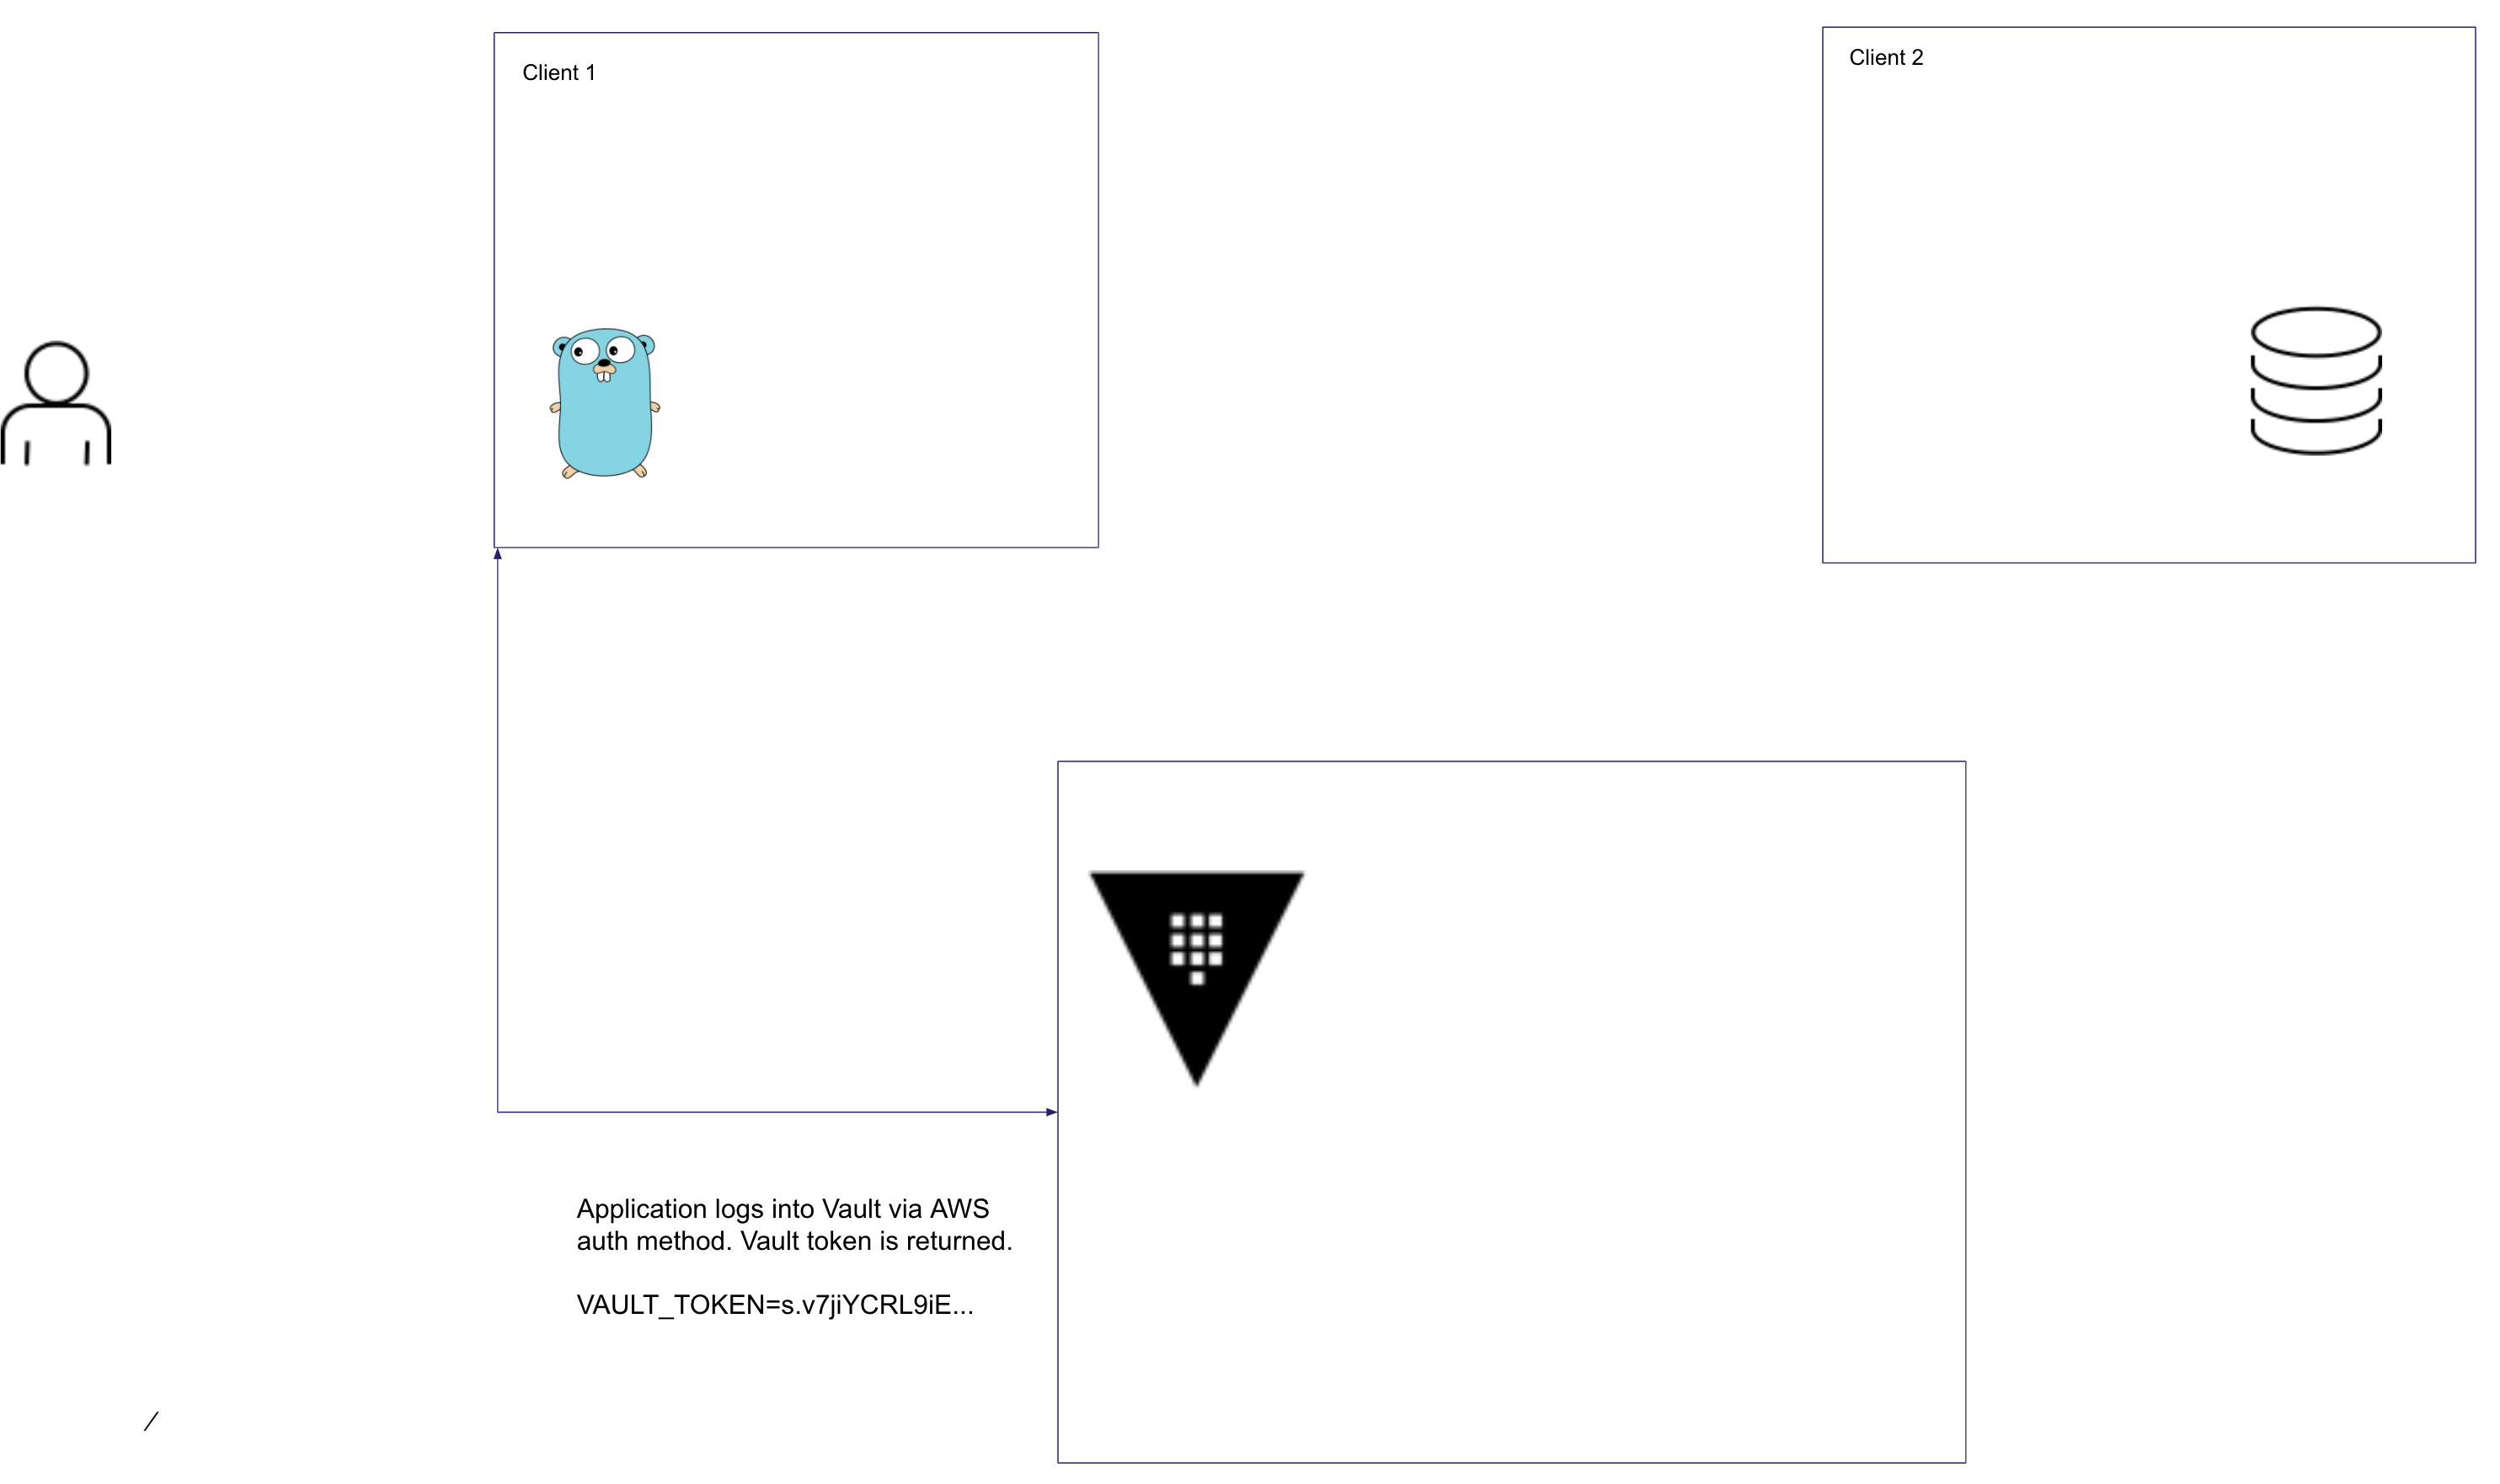 Client 1
Client 2
Application logs into Vault via AWS
auth method. Vault token is returned.
VAULT_TOKEN=s.v7jiYCRL9iE...
/